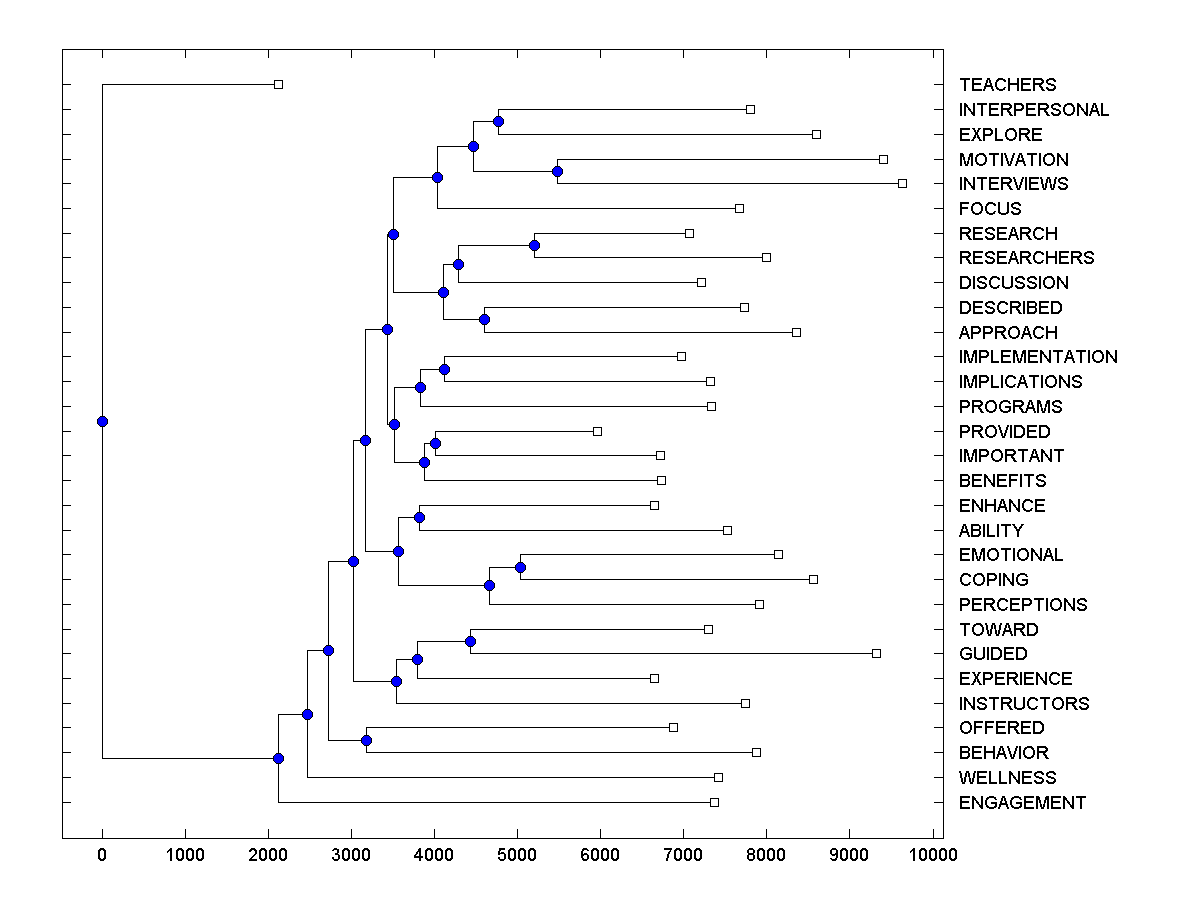 TEACHERS
INTERPERSONAL
EXPLORE
MOTIVATION
INTERVIEWS
FOCUS
RESEARCH
RESEARCHERS
DISCUSSION
DESCRIBED
APPROACH
IMPLEMENTATION
IMPLICATIONS
PROGRAMS
PROVIDED
IMPORTANT
BENEFITS
ENHANCE
ABILITY
EMOTIONAL
COPING
PERCEPTIONS
TOWARD
GUIDED
EXPERIENCE
INSTRUCTORS
OFFERED
BEHAVIOR
WELLNESS
ENGAGEMENT
0 1000 2000 3000 4000 5000 6000 7000 8000 9000 10000